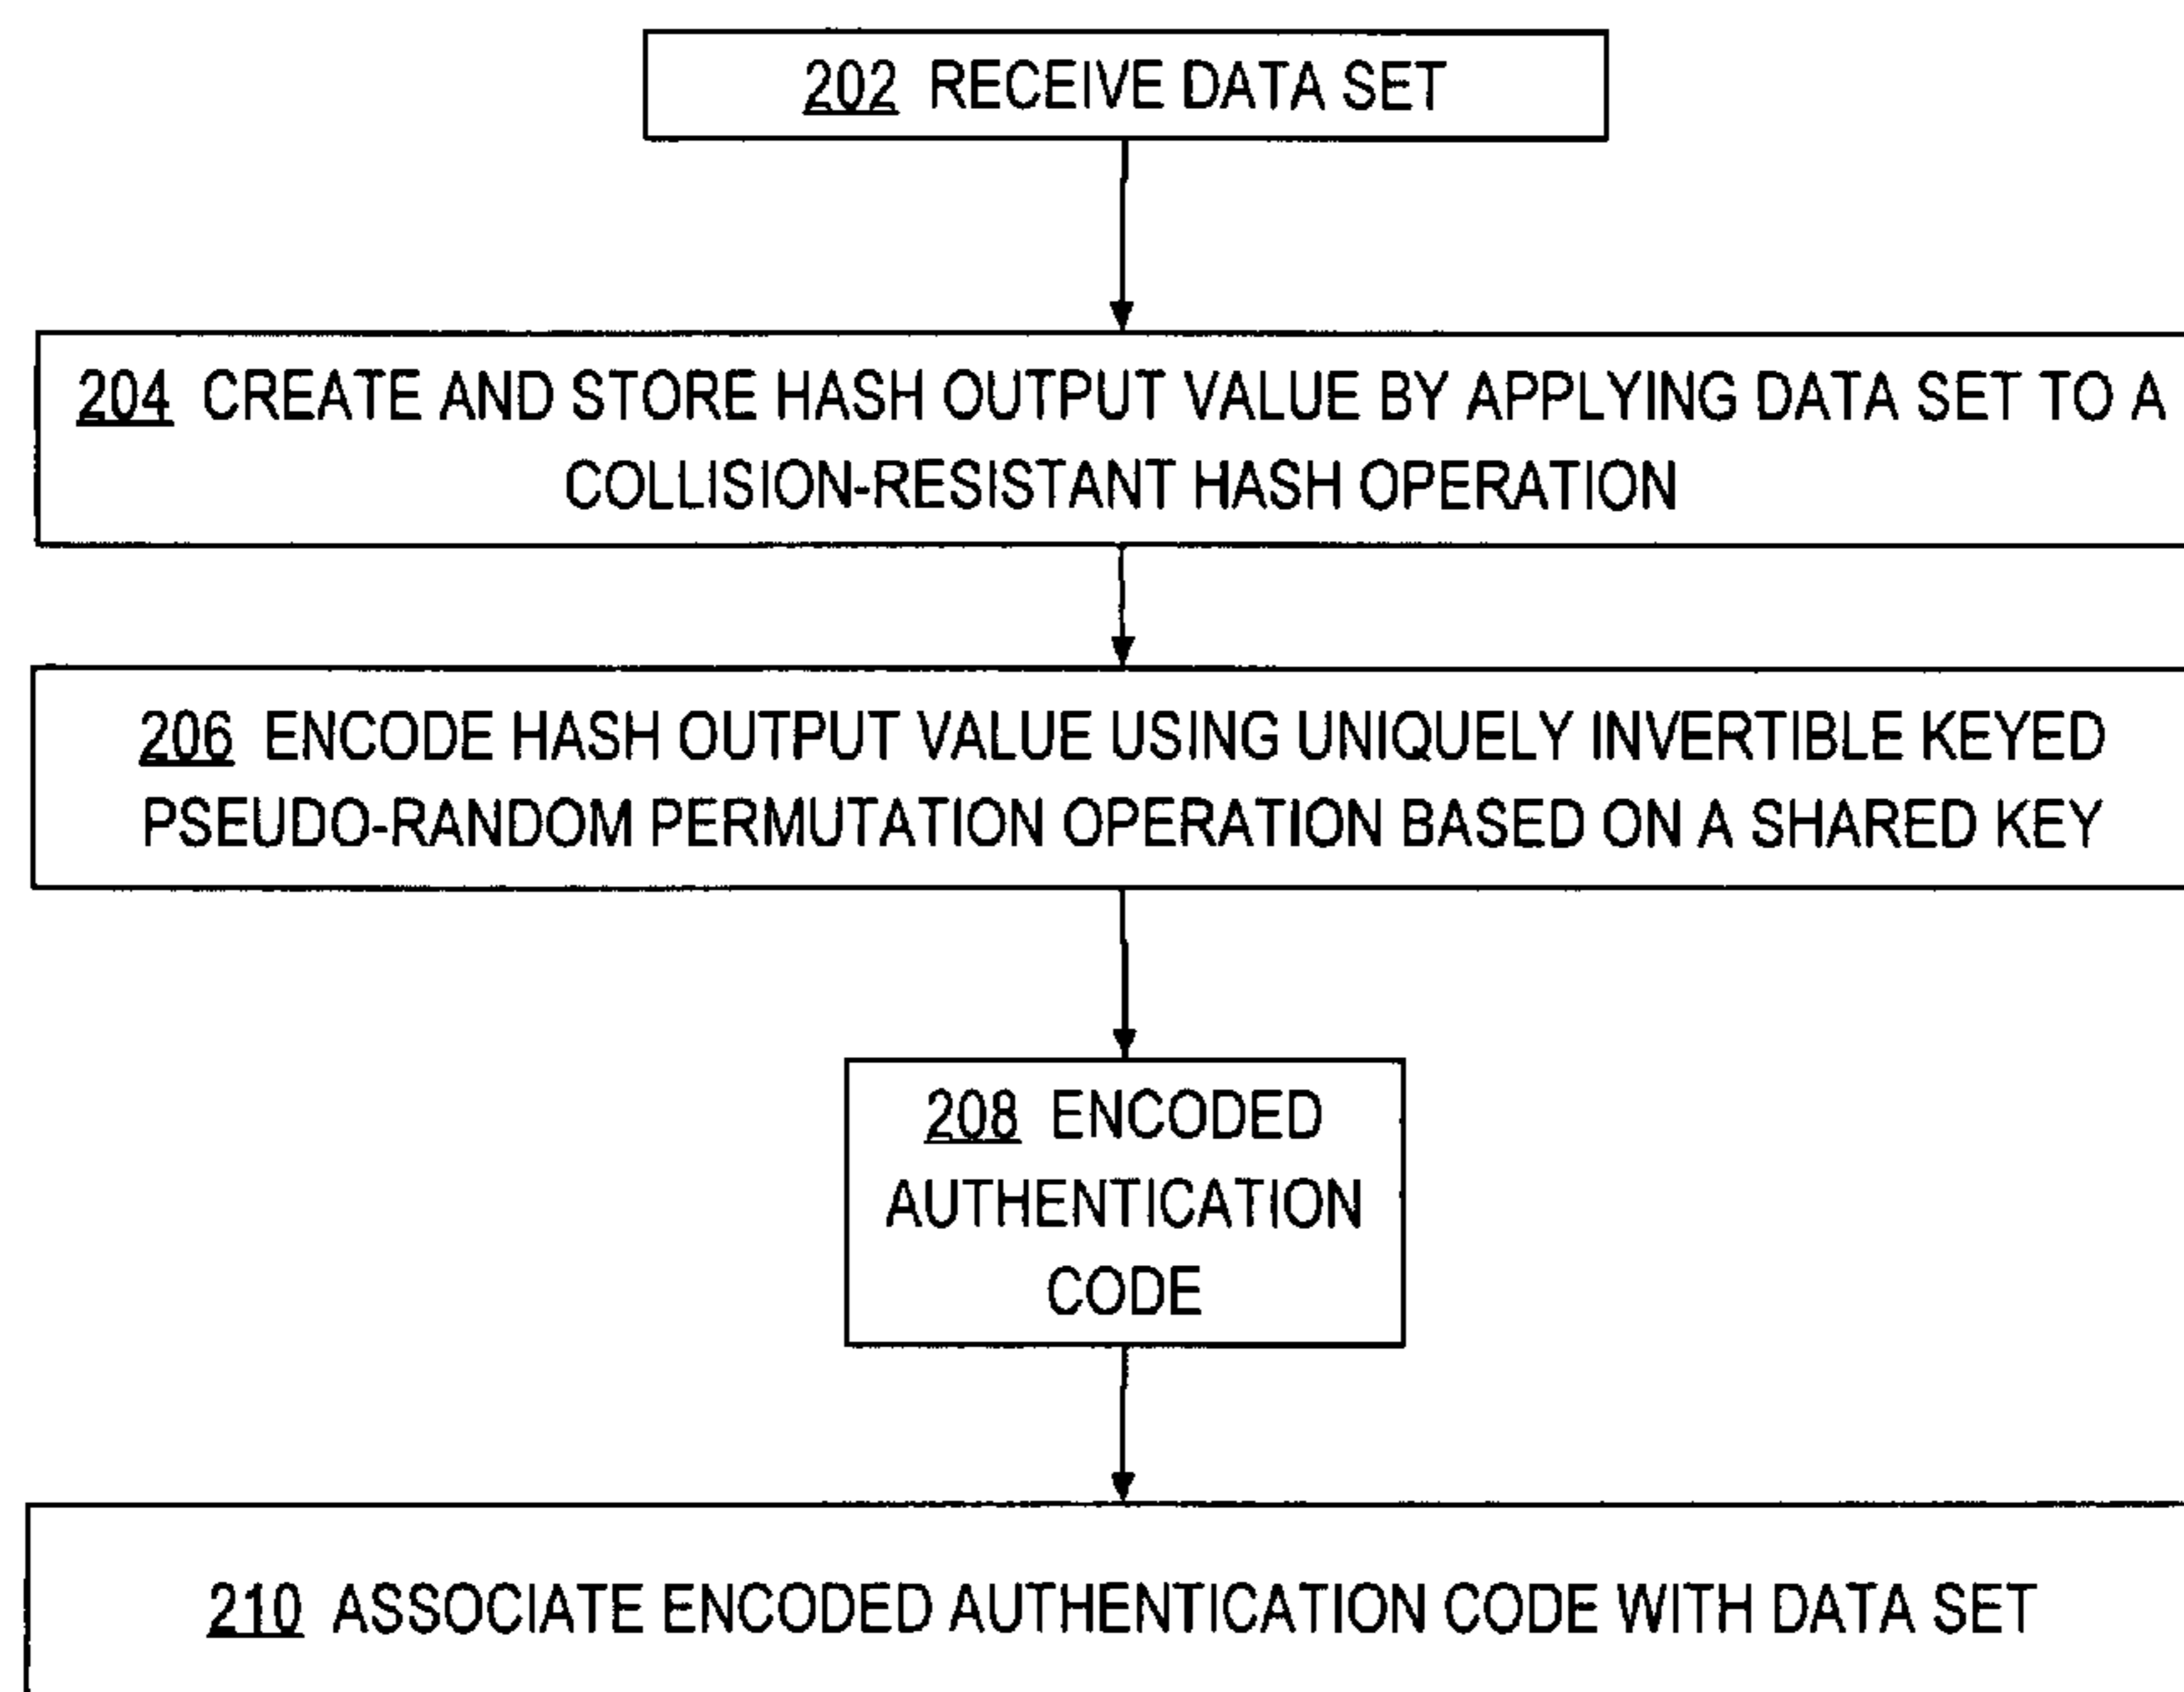 202 RECEIVE DATA SET
204 CREATE AND STORE HASH OUTPUT VALUE BY APPLYING DATA SET TO A
COLLISION-RESISTANT HASH OPERATION
206 ENCODE HASH OUTPUT VALUE USING UNIQUELY INVERTIBLE KEYED
PSEUDO-RANDOM PERMUTATION OPERATION BASED ON A SHARED KEY
208 ENCODED
AUTHENTICATION
CODE
210 ASSOCIATE ENCODED AUTHENTICATION CODE WITH DATA SET